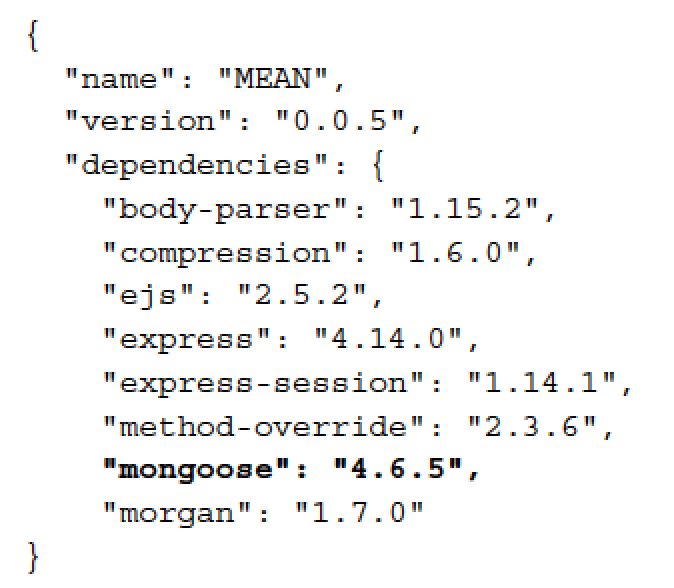 {
"name": "MEAN",
"version": "0.0.5",
"dependencies": {
"body-parser": "1.15.2",
"compression": "1.6.0",
"ejs": "2.5.2",
"express": "4.14.0",
"express-session": "1.14.1",
"method-override": "2.3.6",
"mongoose": "4.6.5",
"morgan": "1.7.0"
}